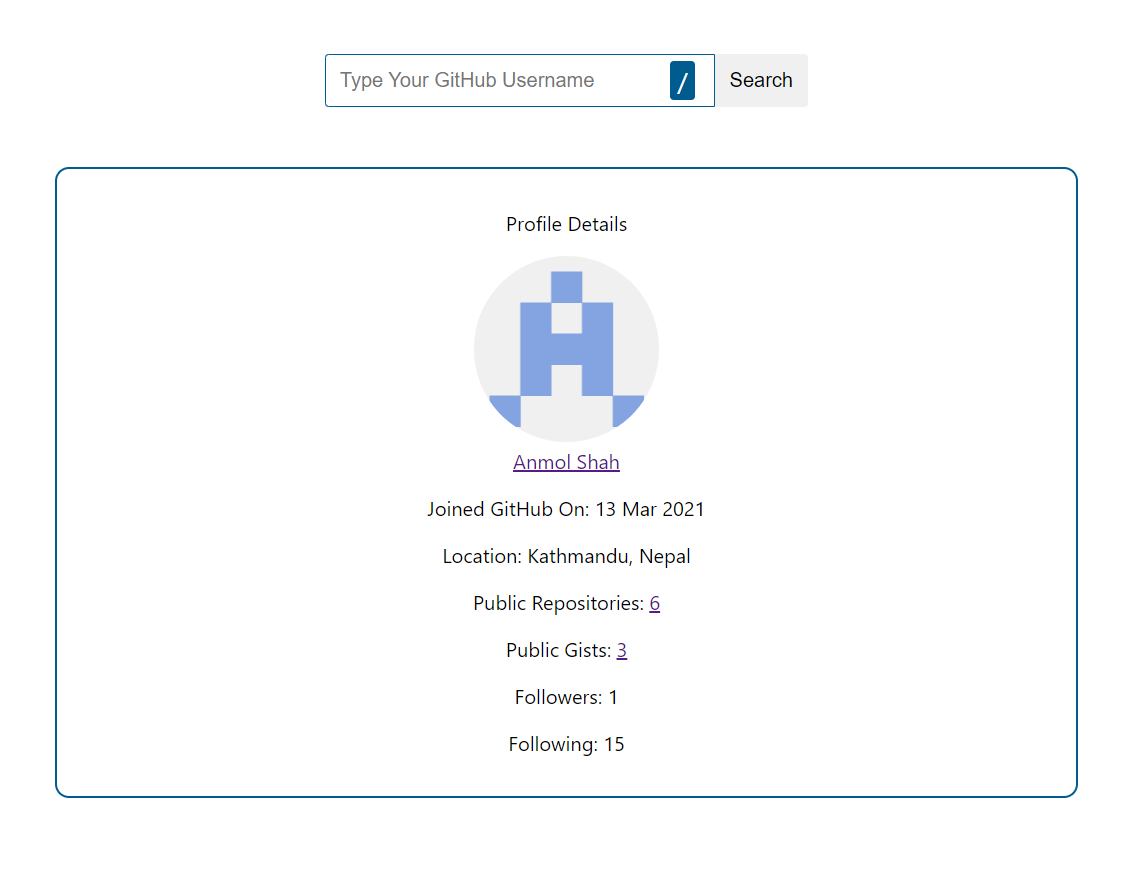 Type Your GitHub Username / Search
Profile Details
Anmol Shah
Joined GitHub On: 13 Mar 2021
Location: Kathmandu, Nepal
Public Repositories: 6
Public Gists: 3
Followers: 1
Following: 15